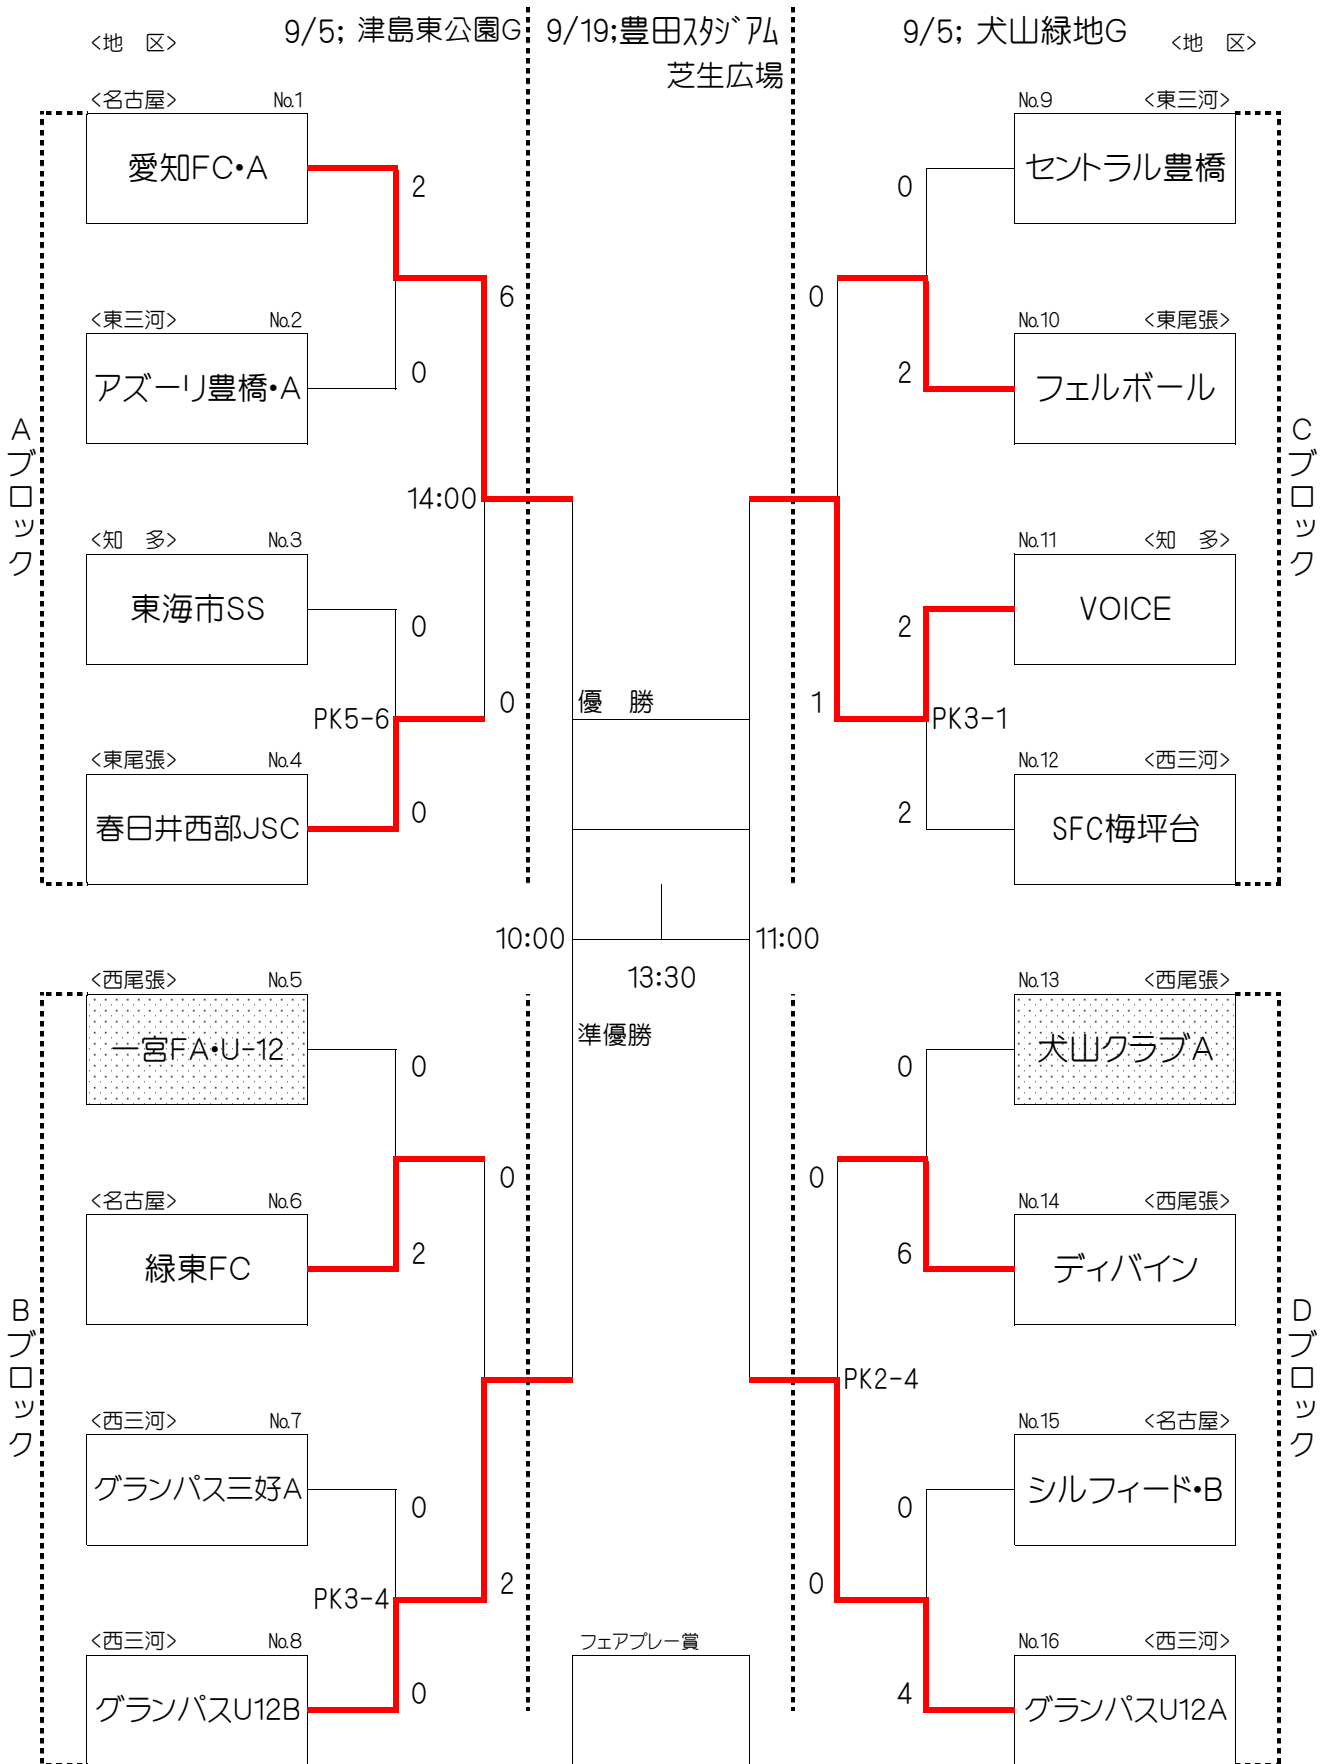 <地　区>
9/5; 津島東公園G
9/19;豊田ｽﾀｼﾞｱﾑ
芝生広場
9/5; 犬山緑地G
<地　区>
Aブロック
<名古屋> No.1
愛知FC•A
2
6
<東三河> No.2
アズーリ豊橋•A
0
14:00
<知　多> No.3
東海市SS
0
PK5-6
0
<東尾張> No.4
春日井西部JSC
0
Bブロック
<西尾張> No.5
一宮FA•U-12
0
0
<名古屋> No.6
緑東FC
2
<西三河> No.7
グランパス三好A
0
PK3-4
2
<西三河> No.8
グランパスU12B
0
優　勝
10:00
11:00
13:30
準優勝
フェアプレー賞
Cブロック
No.9 <東三河>
セントラル豊橋
0
0
No.10 <東尾張>
フェルボール
2
No.11 <知　多>
VOICE
2
1
PK3-1
No.12 <西三河>
SFC梅坪台
2
Dブロック
No.13 <西尾張>
犬山クラブA
0
0
No.14 <西尾張>
ディバイン
6
PK2-4
No.15 <名古屋>
シルフィード•B
0
0
No.16 <西三河>
グランパスU12A
4